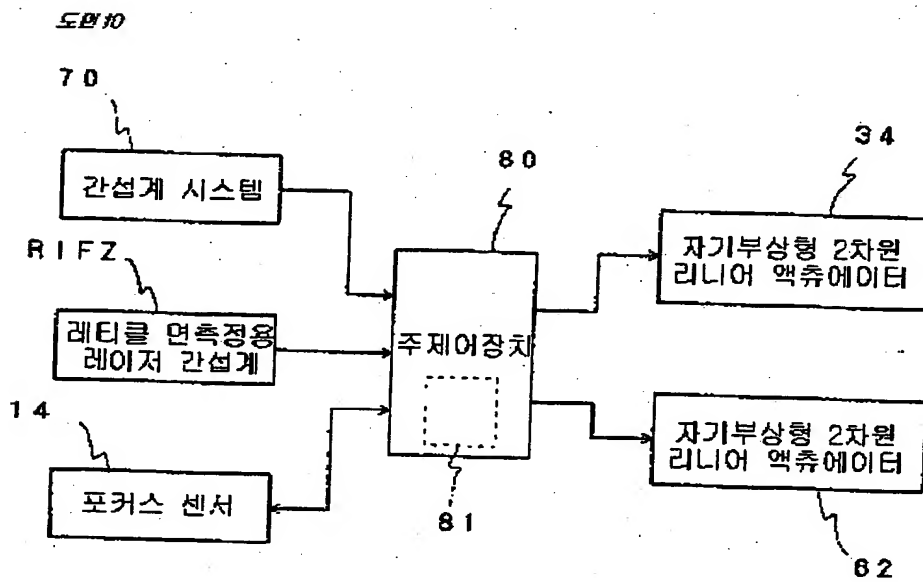 도면10
70
간섭계 시스템
RIFZ
레티클 면측정용
레이저 간섭계
14
포커스 센서
80
주제어장치
81
34
자기부상형 2차원
리니어 액츄에이터
자기부상형 2차원
리니어 액츄에이터
62